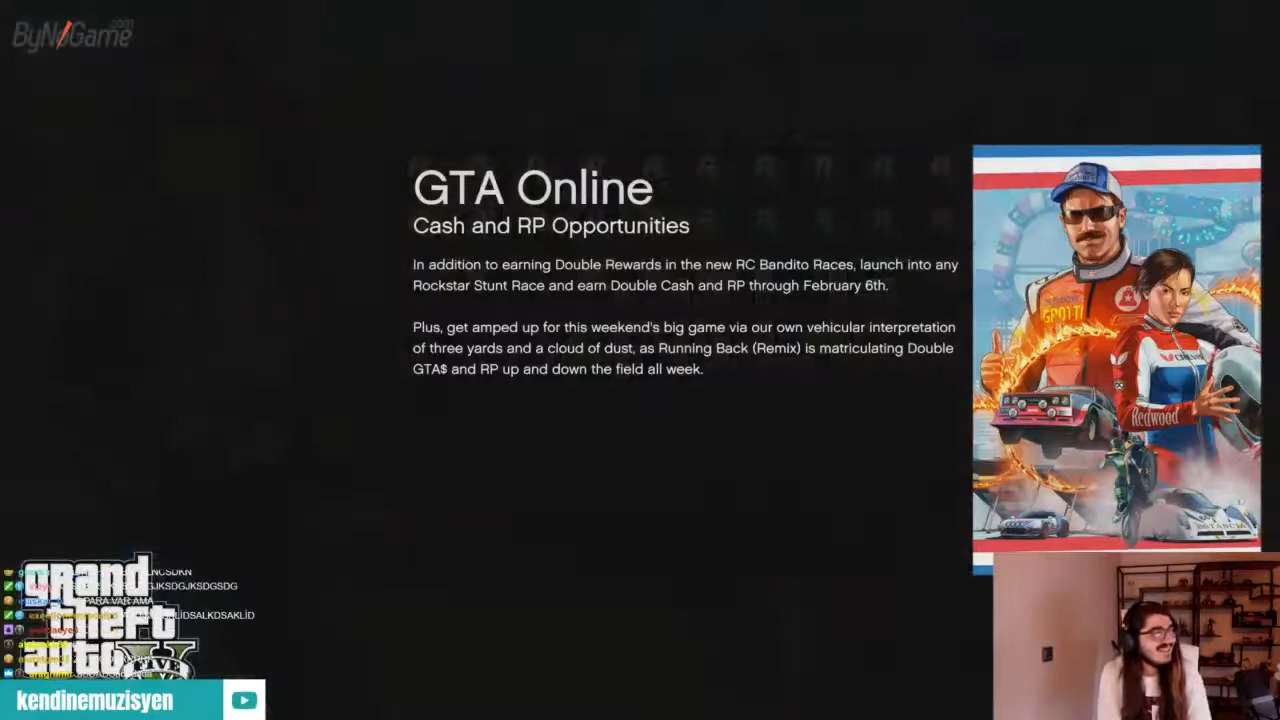 ByNoGame
.com
GTA Online
Cash and RP Opportunities
In addition to earning Double Rewards in the new RC Bandito Races, launch into any
Rockstar Stunt Race and earn Double Cash and RP through February 6th.
Plus, get amped up for this weekend's big game via our own vehicular interpretation
of three yards and a cloud of dust, as Running Back (Remix) is matriculating Double
GTA$ and RP up and down the field all week.
Redwood
grand
theft
auto
V
PARA VAR AMA
kendinemuzisyen